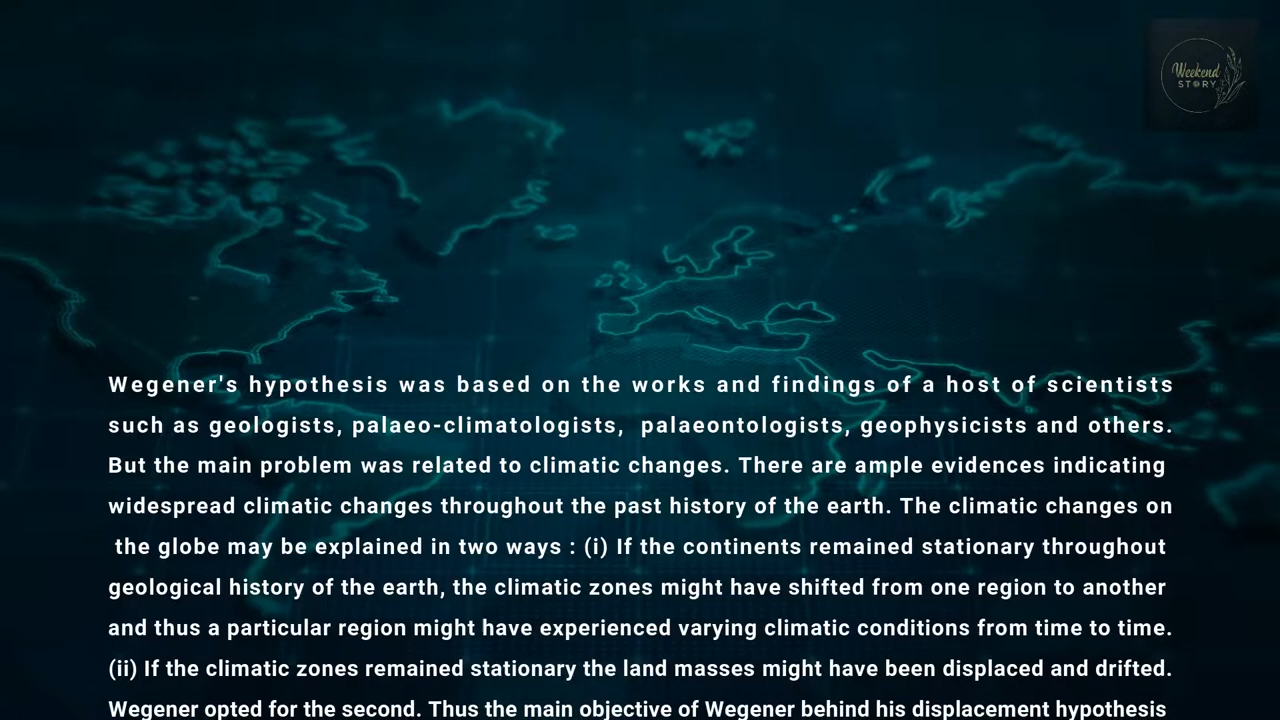 Weekend
STORY
Wegener's hypothesis was based on the works and findings of a host of scientists
such as geologists, palaeo-climatologists, palaeontologists, geophysicists and others.
But the main problem was related to climatic changes. There are ample evidences indicating
widespread climatic changes throughout the past history of the earth. The climatic changes on
the globe may be explained in two ways : (i) If the continents remained stationary throughout
geological history of the earth, the climatic zones might have shifted from one region to another
and thus a particular region might have experienced varying climatic conditions from time to time.
(ii) If the climatic zones remained stationary the land masses might have been displaced and drifted.
Wegener opted for the second. Thus the main objective of Wegener behind his displacement hypothesis